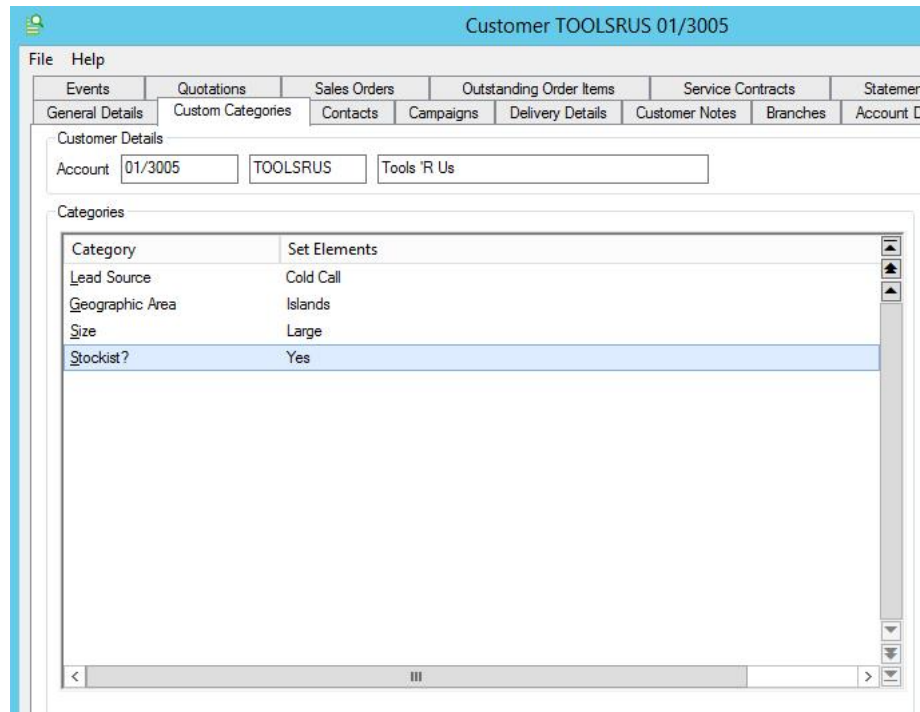 Customer TOOLSRUS 01/3005
File Help
Events Quotations Sales Orders Outstanding Order Items Service Contracts
General Details Custom Categories Contacts Campaigns Delivery Details Customer Notes Branches Account
Customer Details
Account 01/3005 TOOLSRUS Tools 'R Us
Categories
Category Set Elements
Lead Source Cold Call
Geographic Area Islands
Size Large
Stockist? Yes